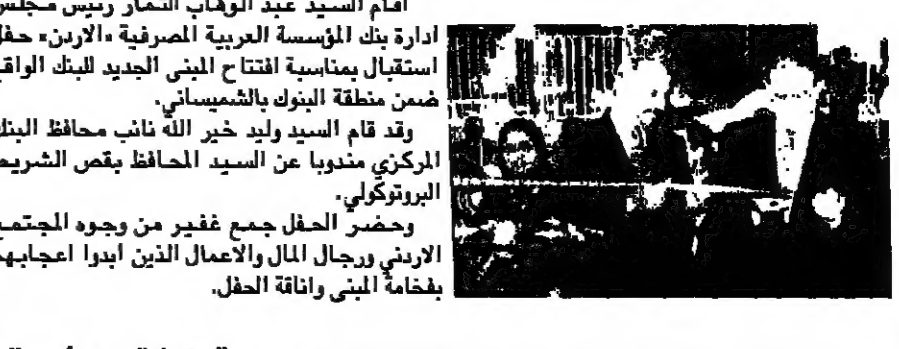 اقام السيد عبد الوهاب التمار رئيس مجلس
ادارة بنك المؤسسة العربية المصرفية «الاردن» حفل
استقبال بمناسبة افتتاح المبنى الجديد للبنك الواقع
ضمن منطقة البنوك بالشميساني.
وقد قام السيد وليد خير الله نائب محافظ البنك
المركزي مندوبا عن السيد المحافظ بقص الشريط
البروتوكولي.
وحضر الحفل جمع غفير من وجوه المجتمع
الاردني ورجال المال والاعمال الذين ابدوا اعجابهم
بفخامة المبنى واناقة الحفل.